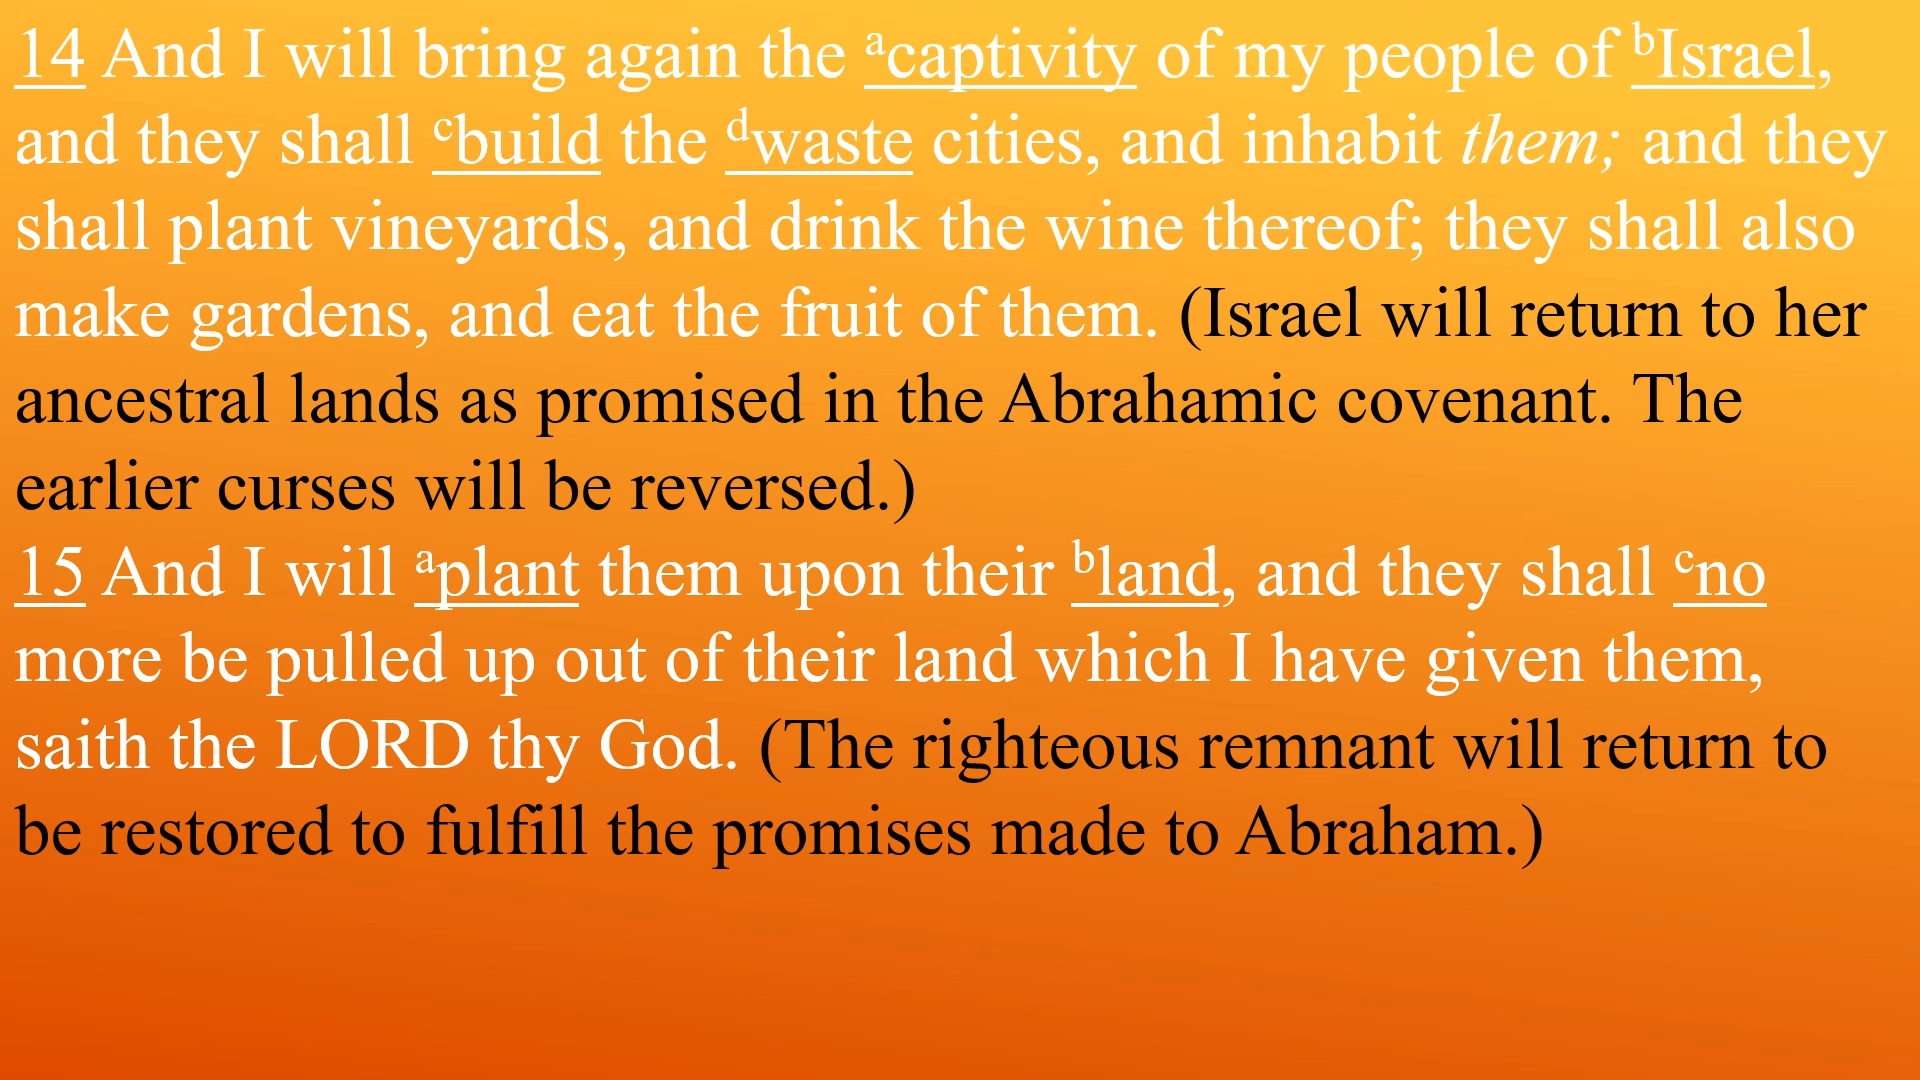 14 And I will bring again the ᵃcaptivity of my people of ᵇIsrael,
and they shall ᶜbuild the ᵈwaste cities, and inhabit them; and they
shall plant vineyards, and drink the wine thereof; they shall also
make gardens, and eat the fruit of them. (Israel will return to her
ancestral lands as promised in the Abrahamic covenant. The
earlier curses will be reversed.)
15 And I will ᵃplant them upon their ᵇland, and they shall ᶜno
more be pulled up out of their land which I have given them,
saith the LORD thy God. (The righteous remnant will return to
be restored to fulfill the promises made to Abraham.)